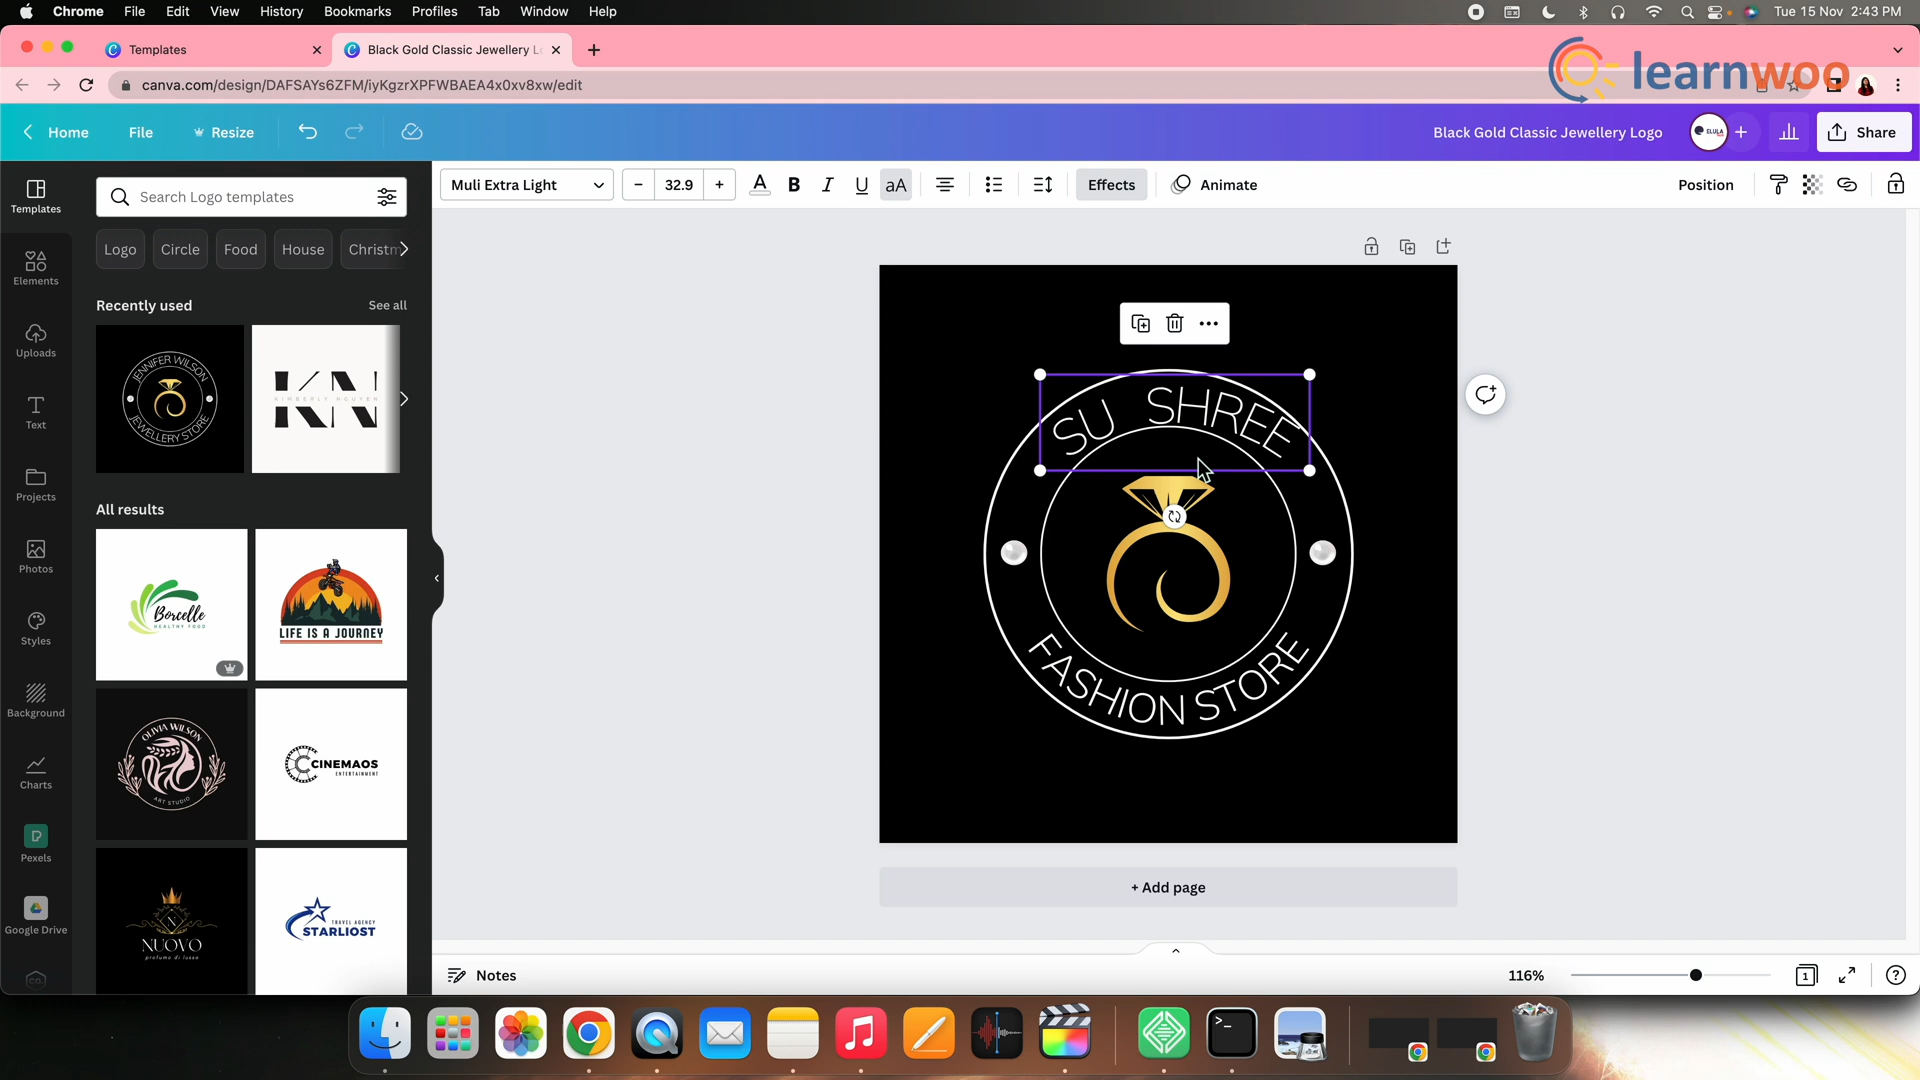 Chrome File Edit View History Bookmarks Profiles Tab Window Help Tue 15 Nov 2:43 PM
Templates Black Gold Classic Jewellery L
learnwoo
canva.com/design/DAFSAYs6ZFM/iyKgzrXPFWBAEA4x0xv8xw/edit
Home File Resize Black Gold Classic Jewellery Logo ELULA Share
Muli Extra Light 32.9 A B I U aA Effects Animate Position
Templates
Elements
Uploads
Text
Projects
Photos
Styles
Background
Charts
Pexels
Google Drive
Search Logo templates
Logo Circle Food House Christm
Recently used See all
JENNIFER WILSON
JEWELLERY STORE
KN
KIMBERLY NGUYEN
All results
Borcelle
HEALTHY FOOD
LIFE IS A JOURNEY
OLIVIA WILSON
ART STUDIO
CINEMAOS
ENTERTAINMENT
N
NUOVO
profumo di lusso
TRAVEL AGENCY
STARLIOST
SU SHREE
FASHION STORE
+ Add page
Notes 116% 1